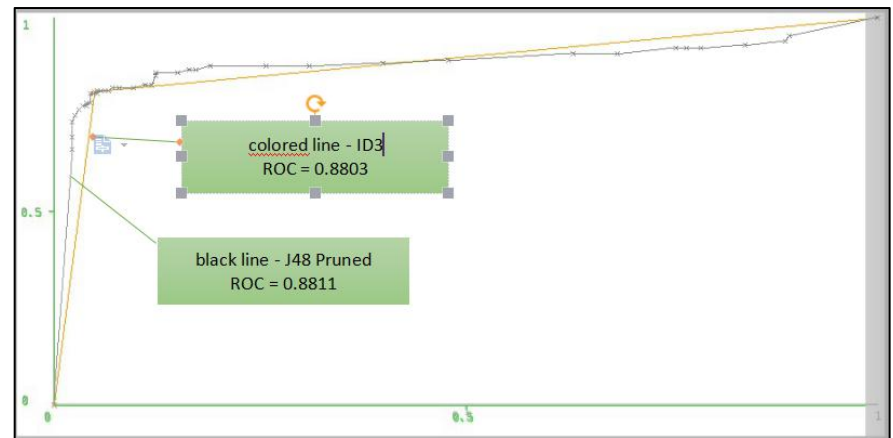 1
colored line - ID3
ROC = 0.8803
0.5
black line - J48 Pruned
ROC = 0.8811
0
0
0.5
1